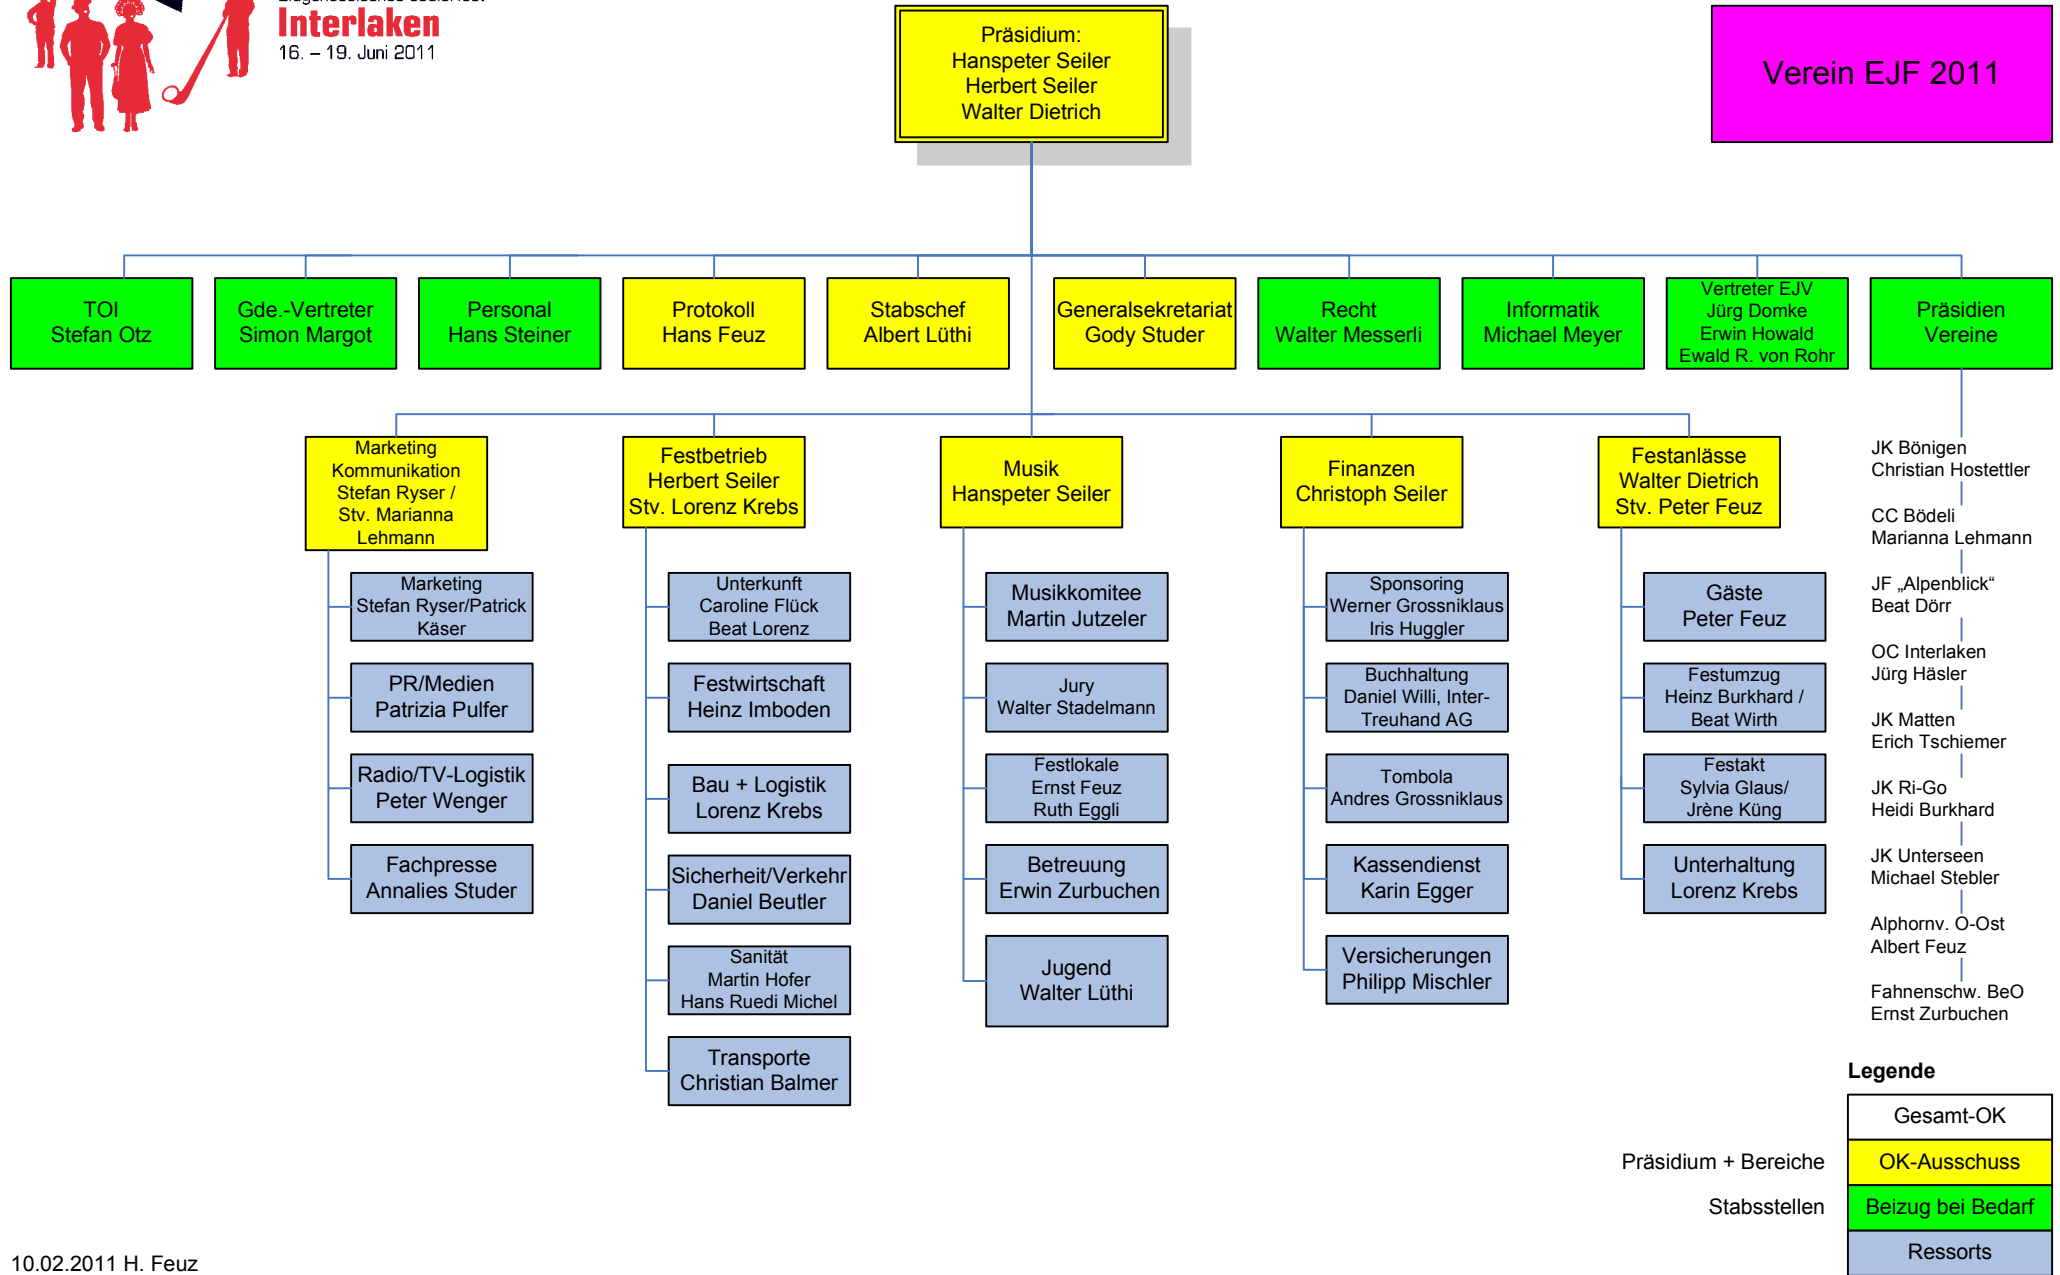 Interlaken
16. – 19. Juni 2011
Präsidium:
Hanspeter Seiler
Herbert Seiler
Walter Dietrich
Verein EJF 2011
TOI
Stefan Otz
Gde.-Vertreter
Simon Margot
Personal
Hans Steiner
Protokoll
Hans Feuz
Stabschef
Albert Lüthi
Generalsekretariat
Gody Studer
Recht
Walter Messerli
Informatik
Michael Meyer
Vertreter EJV
Jürg Domke
Erwin Howald
Ewald R. von Rohr
Präsidien
Vereine
Marketing
Kommunikation
Stefan Ryser /
Stv. Marianna
Lehmann
Marketing
Stefan Ryser/Patrick
Käser
PR/Medien
Patrizia Pulfer
Radio/TV-Logistik
Peter Wenger
Fachpresse
Annalies Studer
Festbetrieb
Herbert Seiler
Stv. Lorenz Krebs
Unterkunft
Caroline Flück
Beat Lorenz
Festwirtschaft
Heinz Imboden
Bau + Logistik
Lorenz Krebs
Sicherheit/Verkehr
Daniel Beutler
Sanität
Martin Hofer
Hans Ruedi Michel
Transporte
Christian Balmer
Musik
Hanspeter Seiler
Musikkomitee
Martin Jutzeler
Jury
Walter Stadelmann
Festlokale
Ernst Feuz
Ruth Eggli
Betreuung
Erwin Zurbuchen
Jugend
Walter Lüthi
Finanzen
Christoph Seiler
Sponsoring
Werner Grossniklaus
Iris Huggler
Buchhaltung
Daniel Willi, Inter-
Treuhand AG
Tombola
Andres Grossniklaus
Kassendienst
Karin Egger
Versicherungen
Philipp Mischler
Festanlässe
Walter Dietrich
Stv. Peter Feuz
Gäste
Peter Feuz
Festumzug
Heinz Burkhard /
Beat Wirth
Festakt
Sylvia Glaus/
Jrène Küng
Unterhaltung
Lorenz Krebs
JK Bönigen
Christian Hostettler
CC Bödeli
Marianna Lehmann
JF „Alpenblick“
Beat Dörr
OC Interlaken
Jürg Häsler
JK Matten
Erich Tschiemer
JK Ri-Go
Heidi Burkhard
JK Unterseen
Michael Stebler
Alphornv. O-Ost
Albert Feuz
Fahnenschw. BeO
Ernst Zurbuchen
Legende
Gesamt-OK
Präsidium + Bereiche
OK-Ausschuss
Stabsstellen
Beizug bei Bedarf
Ressorts
10.02.2011 H. Feuz